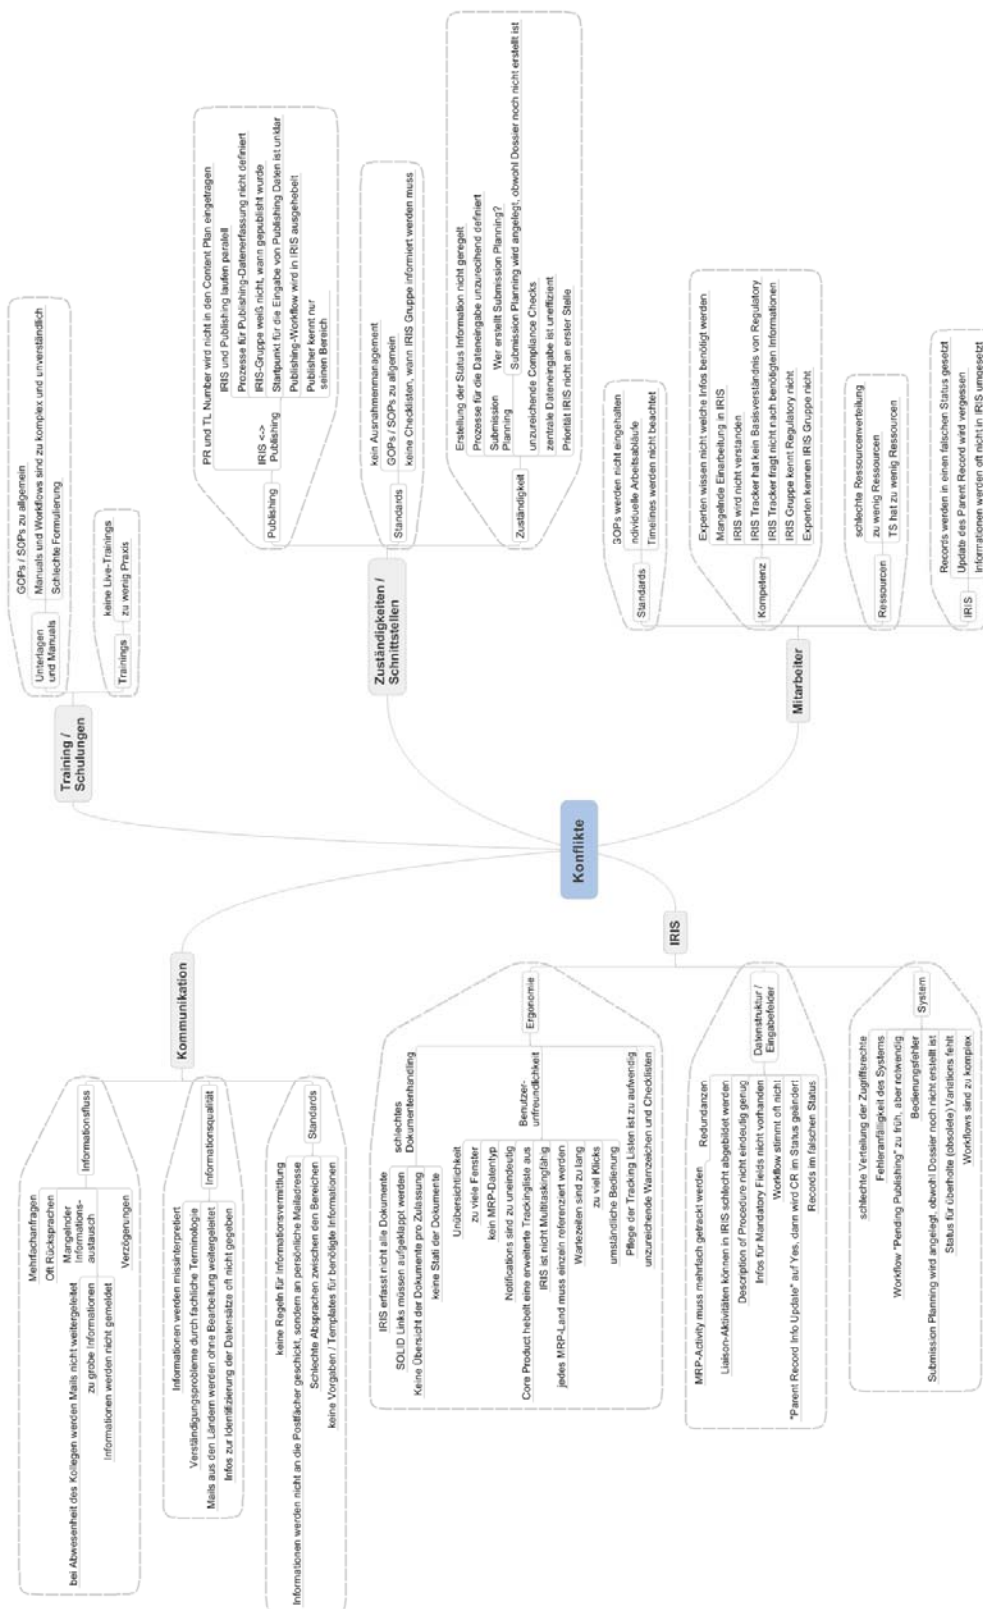 Konflikte
Training /
Schulungen
Unterlagen
und Manuals
GOPs / SOPs zu allgemein
Manuals und Workflows sind zu komplex und unverständlich
Schlechte Formulierung
Trainings
keine Live-Trainings
zu wenig Praxis
Zuständigkeiten /
Schnittstellen
Publishing
PR und TL Number wird nicht in den Content Plan eingetragen
IRIS <->
Publishing
IRIS und Publishing laufen paralell
Prozesse für Publishing-Datenerfassung nicht definiert
IRIS-Gruppe weiß nicht, wann gepublisht wurde
Startpunkt für die Eingabe von Publishing Daten ist unklar
Publishing-Workflow wird in IRIS ausgehebelt
Publisher kennt nur
seinen Bereich
Standards
kein Ausnahmenmanagement
GOPs / SOPs zu allgemein
keine Checklisten, wann IRIS Gruppe informiert werden muss
Zuständigkeit
Erstellung der Status Information nicht geregelt
Prozesse für die Dateneingabe unzureichend definiert
Submission
Planning
Wer erstellt Submission Planning?
Submission Planning wird angelegt, obwohl Dossier noch nicht erstellt ist
unzureichende Compliance Checks
zentrale Dateneingabe ist uneffizient
Priorität IRIS nicht an erster Stelle
Mitarbeiter
Standards
GOPs werden nicht eingehalten
ndividuelle Arbeitsabläufe
Timelines werden nicht beachtet
Kompetenz
Experten wissen nicht welche Infos benötigt werden
Mangelnde Einarbeitung in IRIS
IRIS wird nicht verstanden
IRIS Tracker hat kein Basisverständnis von Regulatory
IRIS Tracker fragt nicht nach benötigten Informationen
IRIS Gruppe kennt Regulatory nicht
Experten kennen IRIS Gruppe nicht
Ressourcen
schlechte Ressourcenverteilung
zu wenig Ressourcen
TS hat zu wenig Ressourcen
IRIS
Records werden in einen falschen Status gesetzt
Update des Parent Record wird vergessen
Informationen werden oft nicht in IRIS umgesetzt
Kommunikation
Informationsfluss
Mehrfachanfragen
Oft Rücksprachen
Mangelnder
Informations-
austausch
bei Abwesenheit des Kollegen werden Mails nicht weitergeleitet
zu grobe Informationen
Informationen werden nicht gemeldet
Verzögerungen
Informationsqualität
Informationen werden missinterpretiert
Verständigungsprobleme durch fachliche Terminologie
Mails aus den Ländern werden ohne Bearbeitung weitergeleitet
Infos zur Identifizierung der Datensätze oft nicht gegeben
Standards
keine Regeln für Informationsvermittlung
Informationen werden nicht an die Postfächer geschickt, sondern an persönliche Mailadresse
Schlechte Absprachen zwischen den Bereichen
keine Vorgaben / Templates für benötigte Informationen
IRIS
Ergonomie
schlechtes
Dokumentenhandling
IRIS erfasst nicht alle Dokumente
SOLID Links müssen aufgeklappt werden
Keine Übersicht der Dokumente pro Zulassung
keine Stati der Dokumente
Benutzer-
unfreundlichkeit
Unübersichtlichkeit
zu viele Fenster
kein MRP-Datentyp
Notifications sind zu uneindeutig
Core Product hebelt eine erweiterte Trackingliste aus
IRIS ist nicht Multitaskingfähig
jedes MRP-Land muss einzeln referenziert werden
Wartezeiten sind zu lang
zu viel Klicks
umständliche Bedienung
Pflege der Tracking Listen ist zu aufwendig
unzureichende Warnzeichen und Checklisten
Datenstruktur /
Eingabefelder
Redundanzen
MRP-Activity muss mehrfach getrackt werden
Liaison-Aktivitäten können in IRIS schlecht abgebildet werden
Description of Procedure nicht eindeutig genug
Infos für Mandatory Fields nicht vorhanden
Workflow stimmt oft nicht
"Parent Record Info Update" auf Yes, dann wird CR im Status geändert
Records im falschen Status
System
schlechte Verteilung der Zugriffsrechte
Fehleranfälligkeit des Systems
Workflow "Pending Publishing" zu früh, aber notwendig
Bedienungsfehler
Submission Planning wird angelegt, obwohl Dossier noch nicht erstellt ist
Status für überholte (obsolete) Variations fehlt
Workflows sind zu komplex